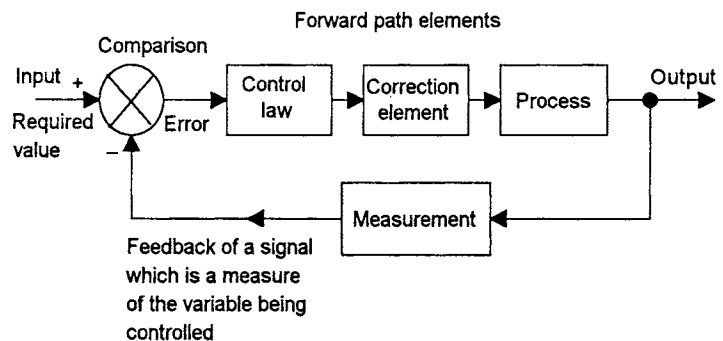 Forward path elements
Comparison
Input
+
Required
value
−
Error
Control
law
Correction
element
Process
Output
Measurement
Feedback of a signal
which is a measure
of the variable being
controlled